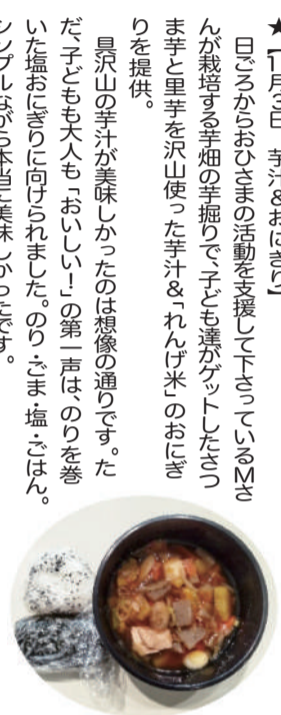 ★【11月3日　芋汁＆おにぎり】
　日ごろからおひさまの活動を支援して下さっているMさ
んが栽培する芋畑の芋掘りで、子ども達がゲットしたさつ
ま芋と里芋を沢山使った芋汁＆「れんげ米」のおにぎ
りを提供。
　具沢山の芋汁が美味しかったのは想像の通りです。た
だ、子どもも大人も「おいしい！」の第一声は、のりを巻
いた塩おにぎりに向けられました。のり・ごま・塩・ごはん。
シンプルながら本当に美味しかったです。